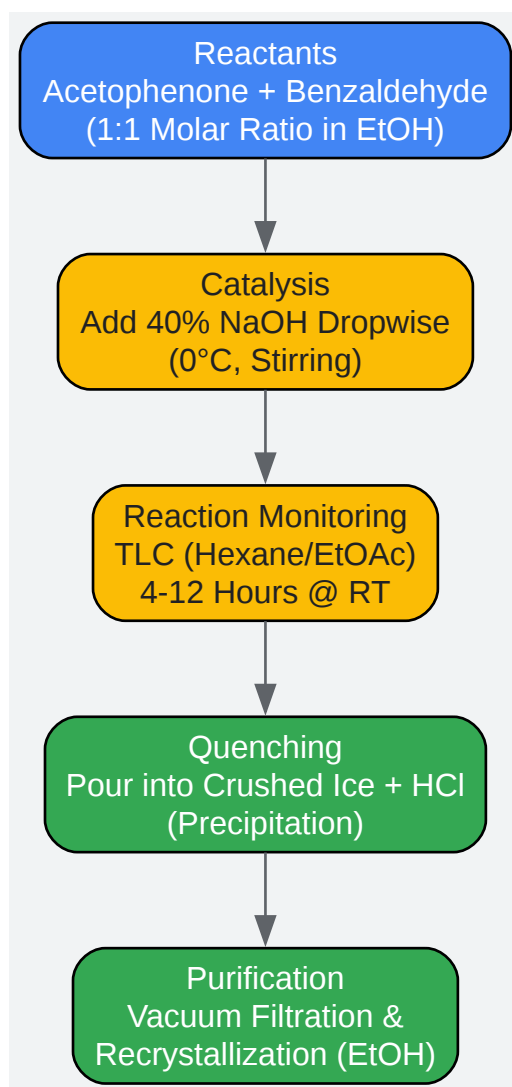 Reactants
Acetophenone + Benzaldehyde
(1:1 Molar Ratio in EtOH)
Catalysis
Add 40% NaOH Dropwise
(0°C, Stirring)
Reaction Monitoring
TLC (Hexane/EtOAc)
4-12 Hours @ RT
Quenching
Pour into Crushed Ice + HCl
(Precipitation)
Purification
Vacuum Filtration &
Recrystallization (EtOH)